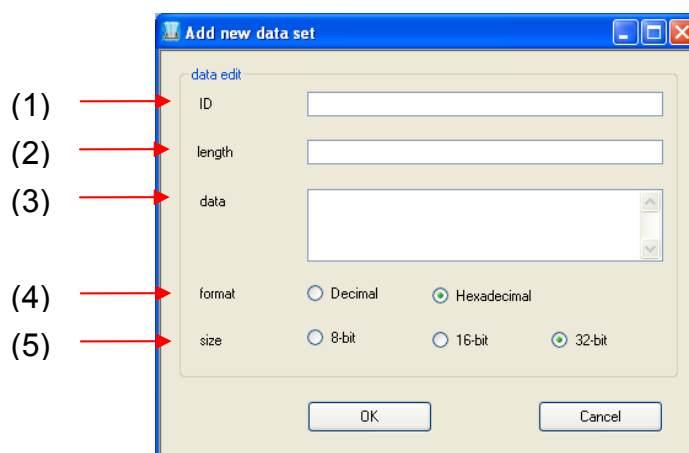 Add new data set
data edit
(1) ID
(2) length
(3) data
(4) format Decimal Hexadecimal
(5) size 8-bit 16-bit 32-bit
OK Cancel